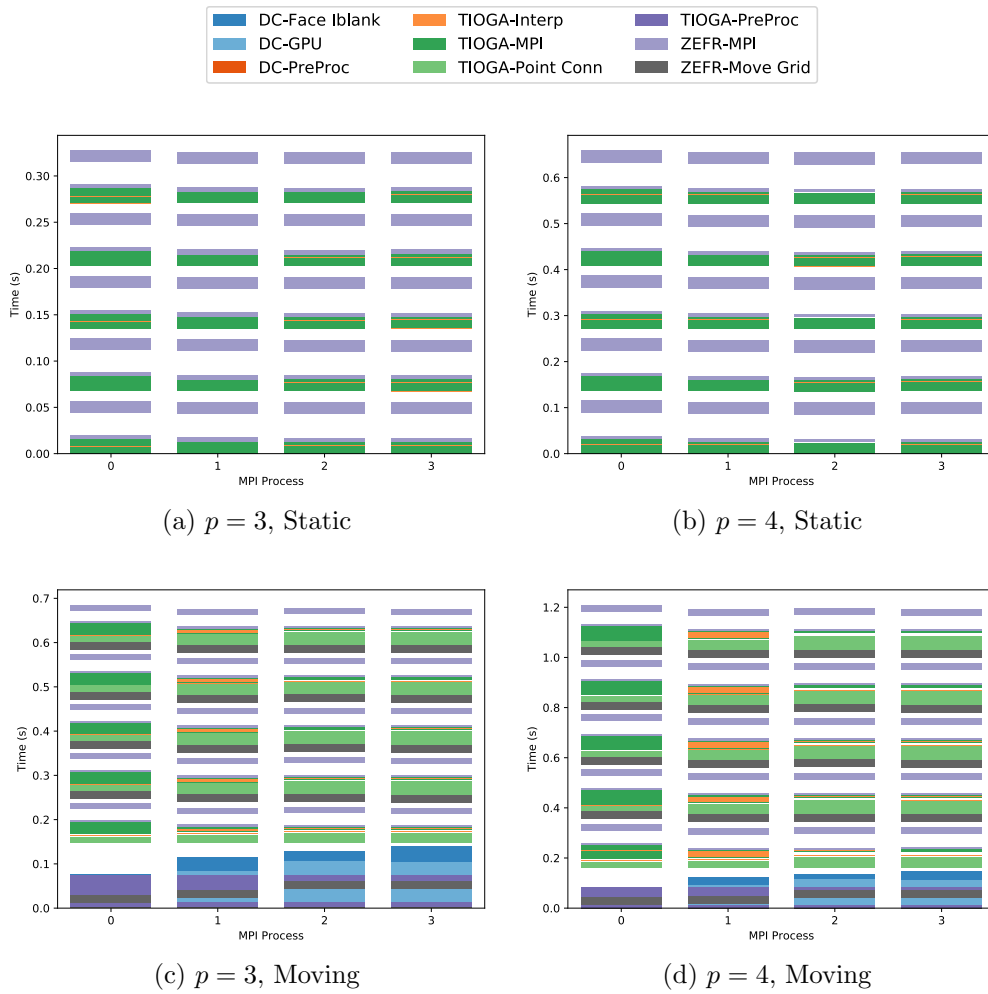 DC-Face Iblank
DC-GPU
DC-PreProc
TIOGA-Interp
TIOGA-MPI
TIOGA-Point Conn
TIOGA-PreProc
ZEFR-MPI
ZEFR-Move Grid
Time (s)
0.30
0.25
0.20
0.15
0.10
0.05
0.00
0 1 2 3
MPI Process
(a) p = 3, Static
Time (s)
0.6
0.5
0.4
0.3
0.2
0.1
0.0
0 1 2 3
MPI Process
(b) p = 4, Static
Time (s)
0.7
0.6
0.5
0.4
0.3
0.2
0.1
0.0
0 1 2 3
MPI Process
(c) p = 3, Moving
Time (s)
1.2
1.0
0.8
0.6
0.4
0.2
0.0
0 1 2 3
MPI Process
(d) p = 4, Moving